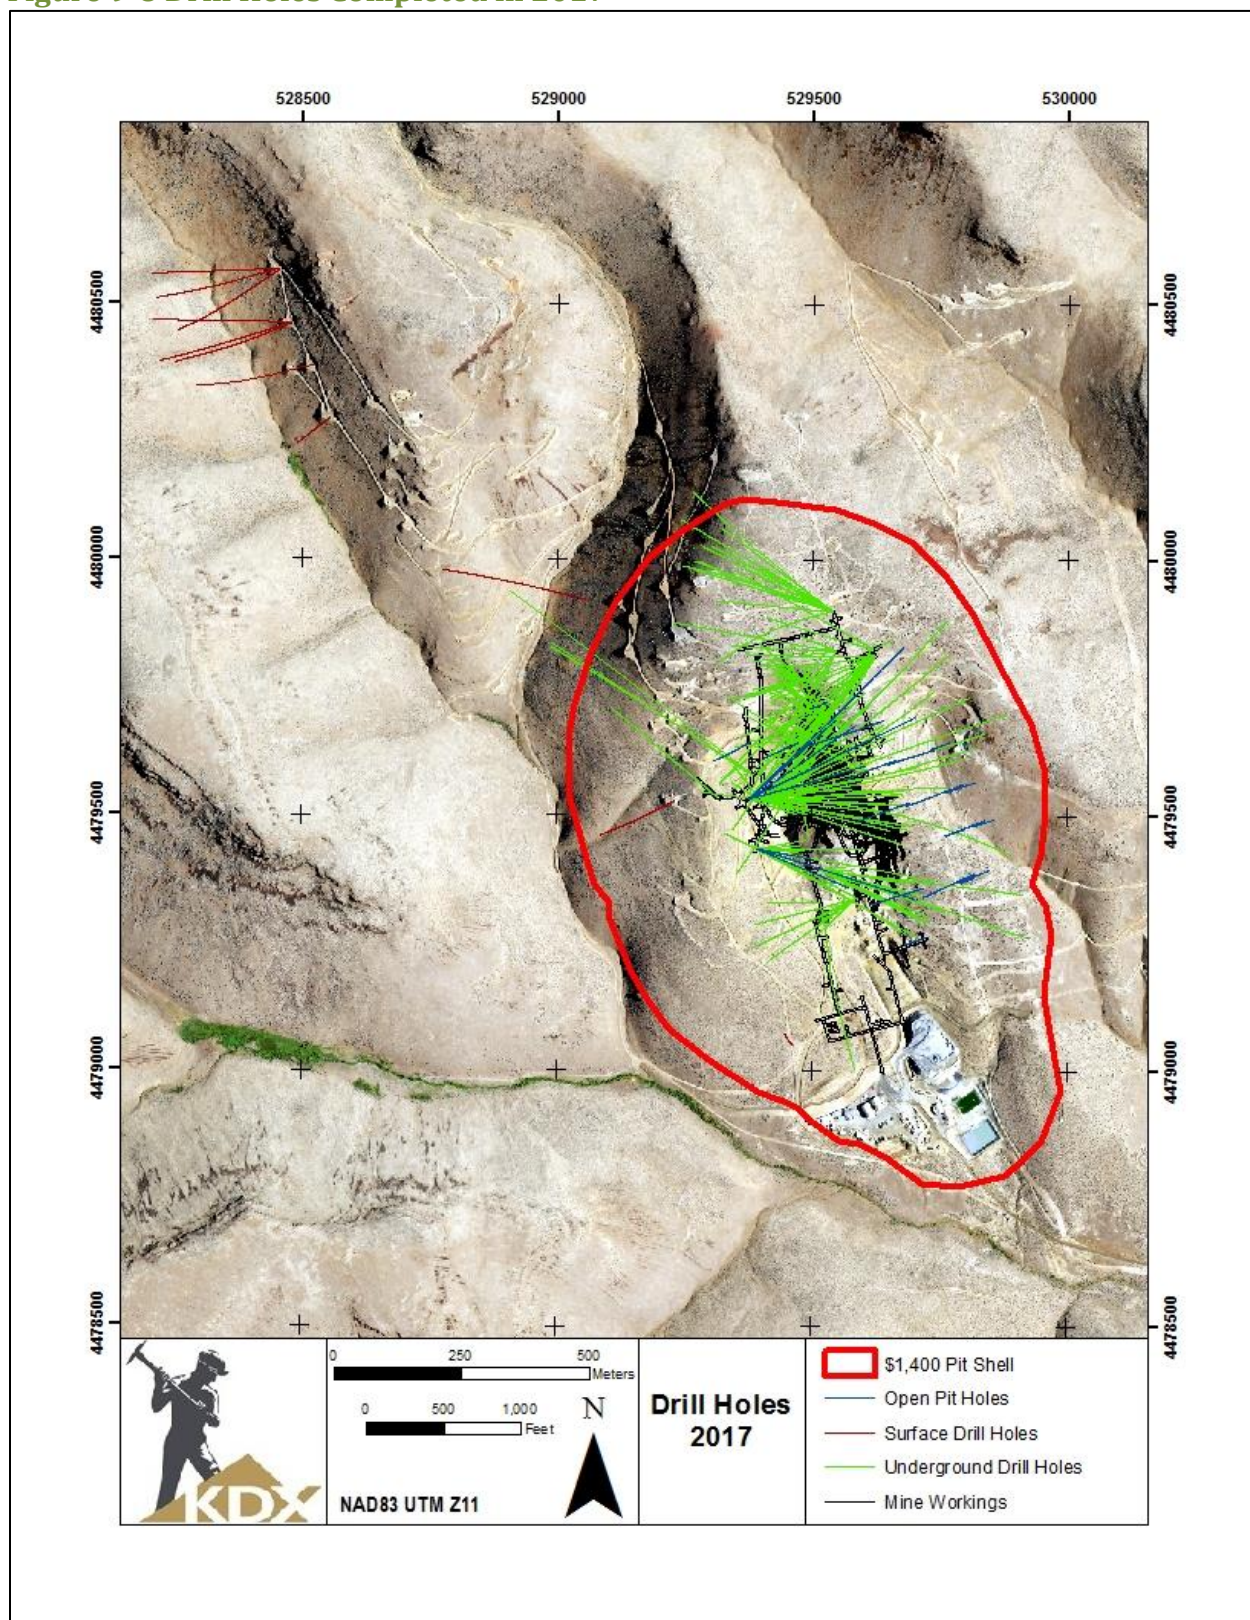 528500 529000 529500 530000
4480500 4480500
4480000 4480000
4479500 4479500
4479000 4479000
4478500 4478500
0 250 500
Meters
0 500 1,000
Feet
N
NAD83 UTM Z11
KDX
Drill Holes
2017
$1,400 Pit Shell
Open Pit Holes
Surface Drill Holes
Underground Drill Holes
Mine Workings